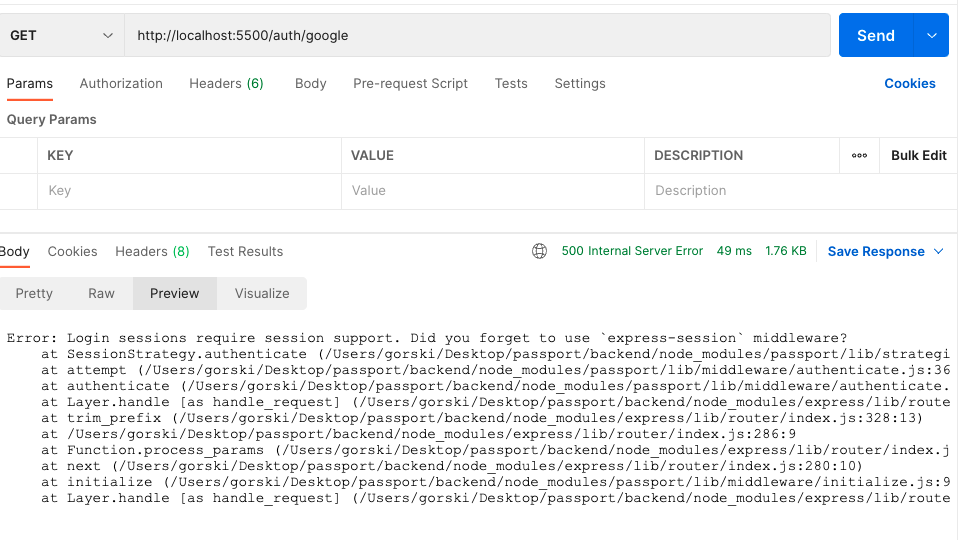 GET http://localhost:5500/auth/google Send
Params Authorization Headers (6) Body Pre-request Script Tests Settings Cookies
Query Params
KEY VALUE DESCRIPTION ooo Bulk Edit
Key Value Description
Body Cookies Headers (8) Test Results 500 Internal Server Error 49 ms 1.76 KB Save Response
Pretty Raw Preview Visualize
Error: Login sessions require session support. Did you forget to use `express-session` middleware?
at SessionStrategy.authenticate (/Users/gorski/Desktop/passport/backend/node_modules/passport/lib/strategi
at attempt (/Users/gorski/Desktop/passport/backend/node_modules/passport/lib/middleware/authenticate.js:36
at authenticate (/Users/gorski/Desktop/passport/backend/node_modules/passport/lib/middleware/authenticate.
at Layer.handle [as handle_request] (/Users/gorski/Desktop/passport/backend/node_modules/express/lib/route
at trim_prefix (/Users/gorski/Desktop/passport/backend/node_modules/express/lib/router/index.js:328:13)
at /Users/gorski/Desktop/passport/backend/node_modules/express/lib/router/index.js:286:9
at Function.process_params (/Users/gorski/Desktop/passport/backend/node_modules/express/lib/router/index.j
at next (/Users/gorski/Desktop/passport/backend/node_modules/express/lib/router/index.js:280:10)
at initialize (/Users/gorski/Desktop/passport/backend/node_modules/passport/lib/middleware/initialize.js:9
at Layer.handle [as handle_request] (/Users/gorski/Desktop/passport/backend/node_modules/express/lib/route